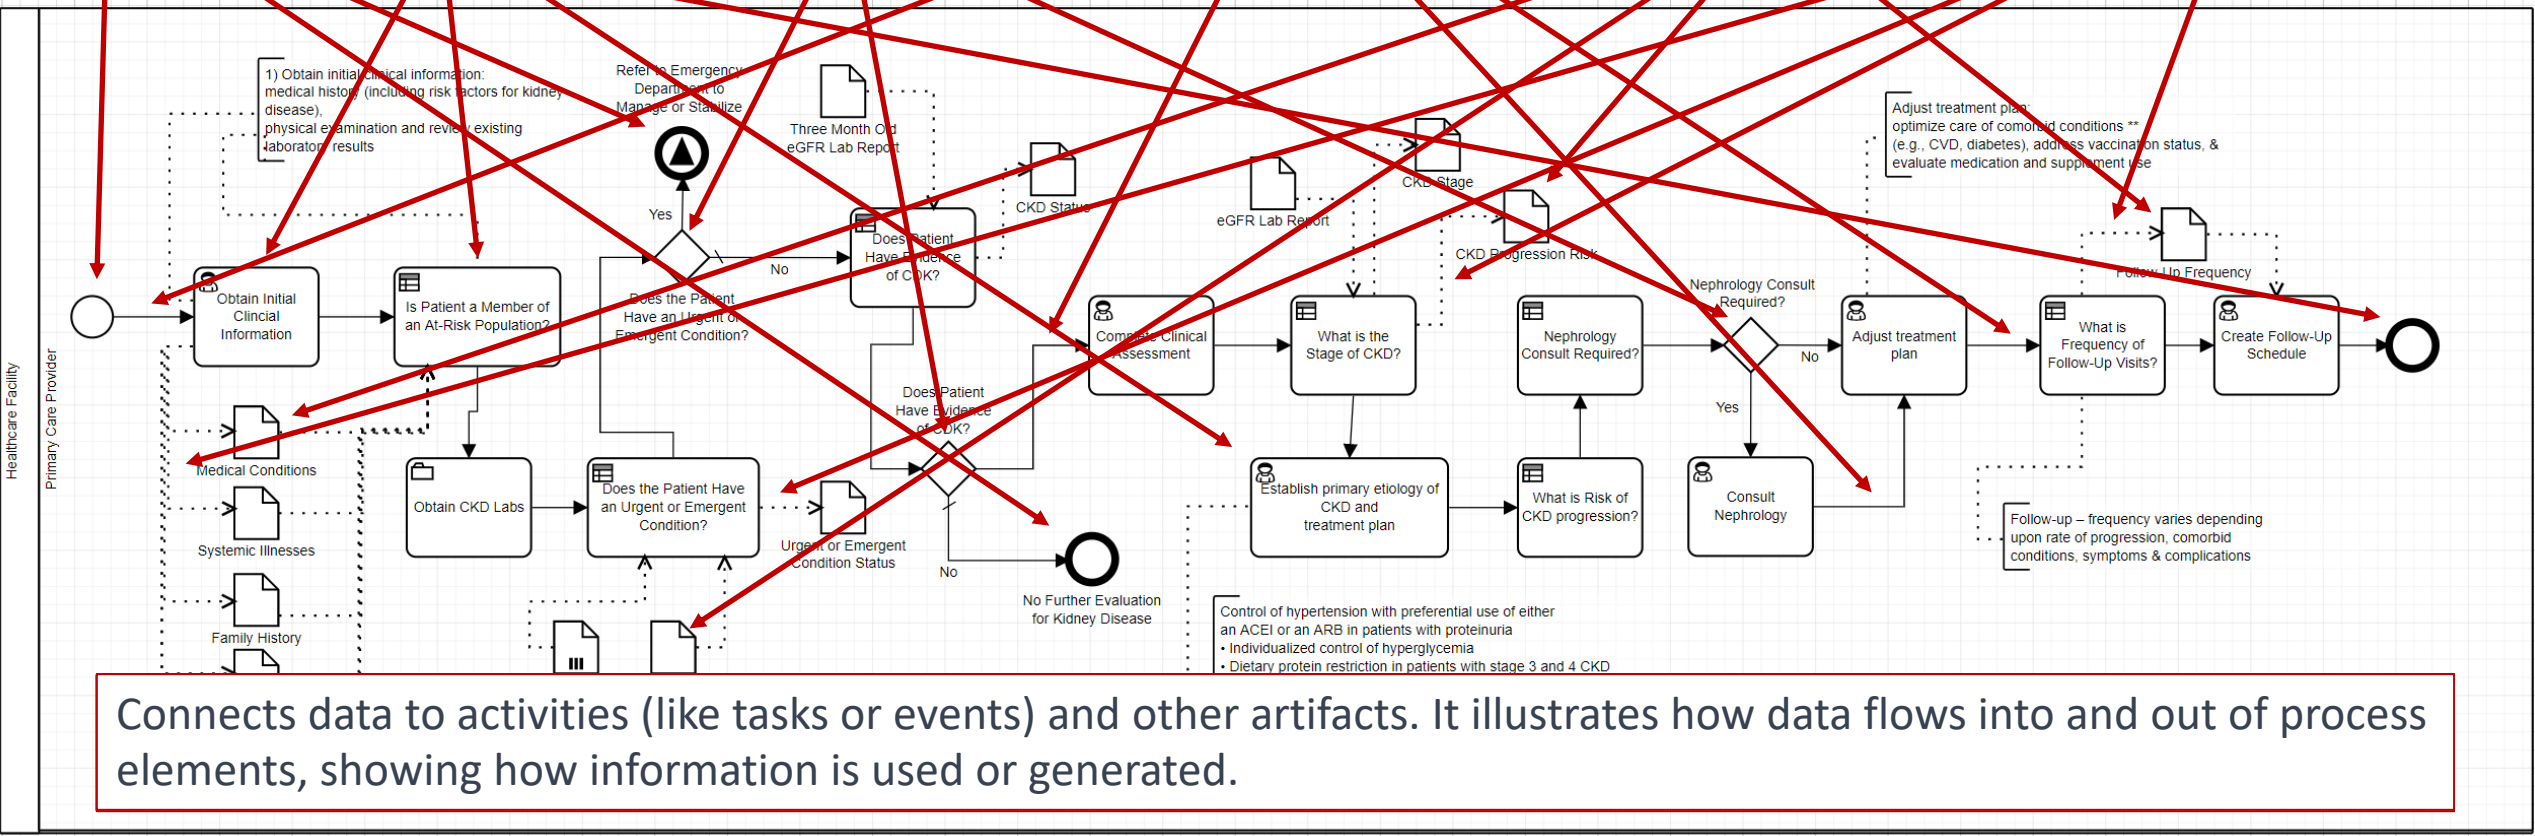 Healthcare Facility
Primary Care Provider
1) Obtain initial clinical information:
medical history (including risk factors for kidney
disease),
physical examination and review existing
laboratory results
Refer to Emergency
Department to
Manage or Stabilize
Three Month Old
eGFR Lab Report
CKD Status
CKD Stage
eGFR Lab Report
CKD Progression Risk
Adjust treatment plan:
optimize care of comorbid conditions **
(e.g., CVD, diabetes), address vaccination status, &
evaluate medication and supplement use
Follow Up Frequency
Yes
No
Does the Patient
Have an Urgent or
Emergent Condition?
Obtain Initial
Clincial
Information
Is Patient a Member of
an At-Risk Population?
Does Patient
Have Evidence
of CDK?
Does Patient
Have Evidence
of CDK?
Complete Clinical
Assessment
What is the
Stage of CKD?
Nephrology
Consult Required?
Nephrology Consult
Required?
No
Yes
Adjust treatment
plan
What is
Frequency of
Follow-Up Visits?
Create Follow-Up
Schedule
Medical Conditions
Systemic Illnesses
Family History
Obtain CKD Labs
Does the Patient Have
an Urgent or Emergent
Condition?
Urgent or Emergent
Condition Status
No
No Further Evaluation
for Kidney Disease
Establish primary etiology of
CKD and
treatment plan
What is Risk of
CKD progression?
Consult
Nephrology
Follow-up – frequency varies depending
upon rate of progression, comorbid
conditions, symptoms & complications
Control of hypertension with preferential use of either
an ACEI or an ARB in patients with proteinuria
• Individualized control of hyperglycemia
• Dietary protein restriction in patients with stage 3 and 4 CKD
Connects data to activities (like tasks or events) and other artifacts. It illustrates how data flows into and out of process
elements, showing how information is used or generated.